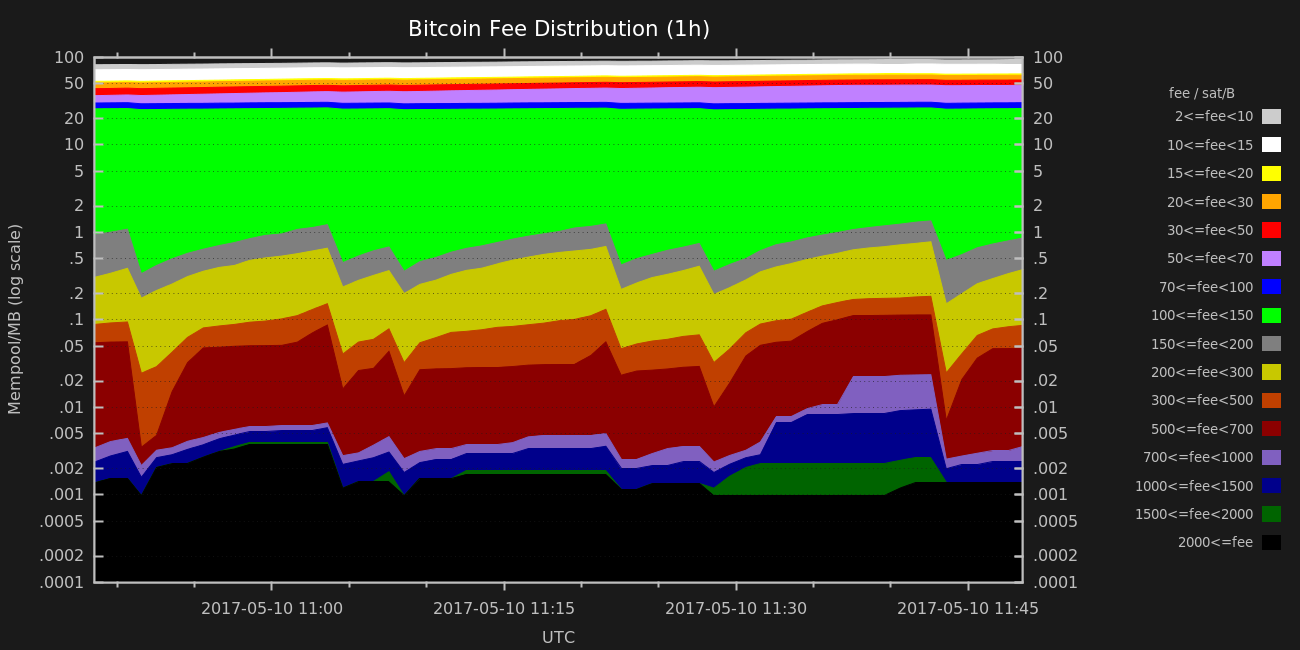 Bitcoin Fee Distribution (1h)
Mempool/MB (log scale)
100
50
20
10
5
2
1
.5
.2
.1
.05
.02
.01
.005
.002
.001
.0005
.0002
.0001
100
50
20
10
5
2
1
.5
.2
.1
.05
.02
.01
.005
.002
.001
.0005
.0002
.0001
2017-05-10 11:00
2017-05-10 11:15
2017-05-10 11:30
2017-05-10 11:45
UTC
fee / sat/B
2<=fee<10
10<=fee<15
15<=fee<20
20<=fee<30
30<=fee<50
50<=fee<70
70<=fee<100
100<=fee<150
150<=fee<200
200<=fee<300
300<=fee<500
500<=fee<700
700<=fee<1000
1000<=fee<1500
1500<=fee<2000
2000<=fee